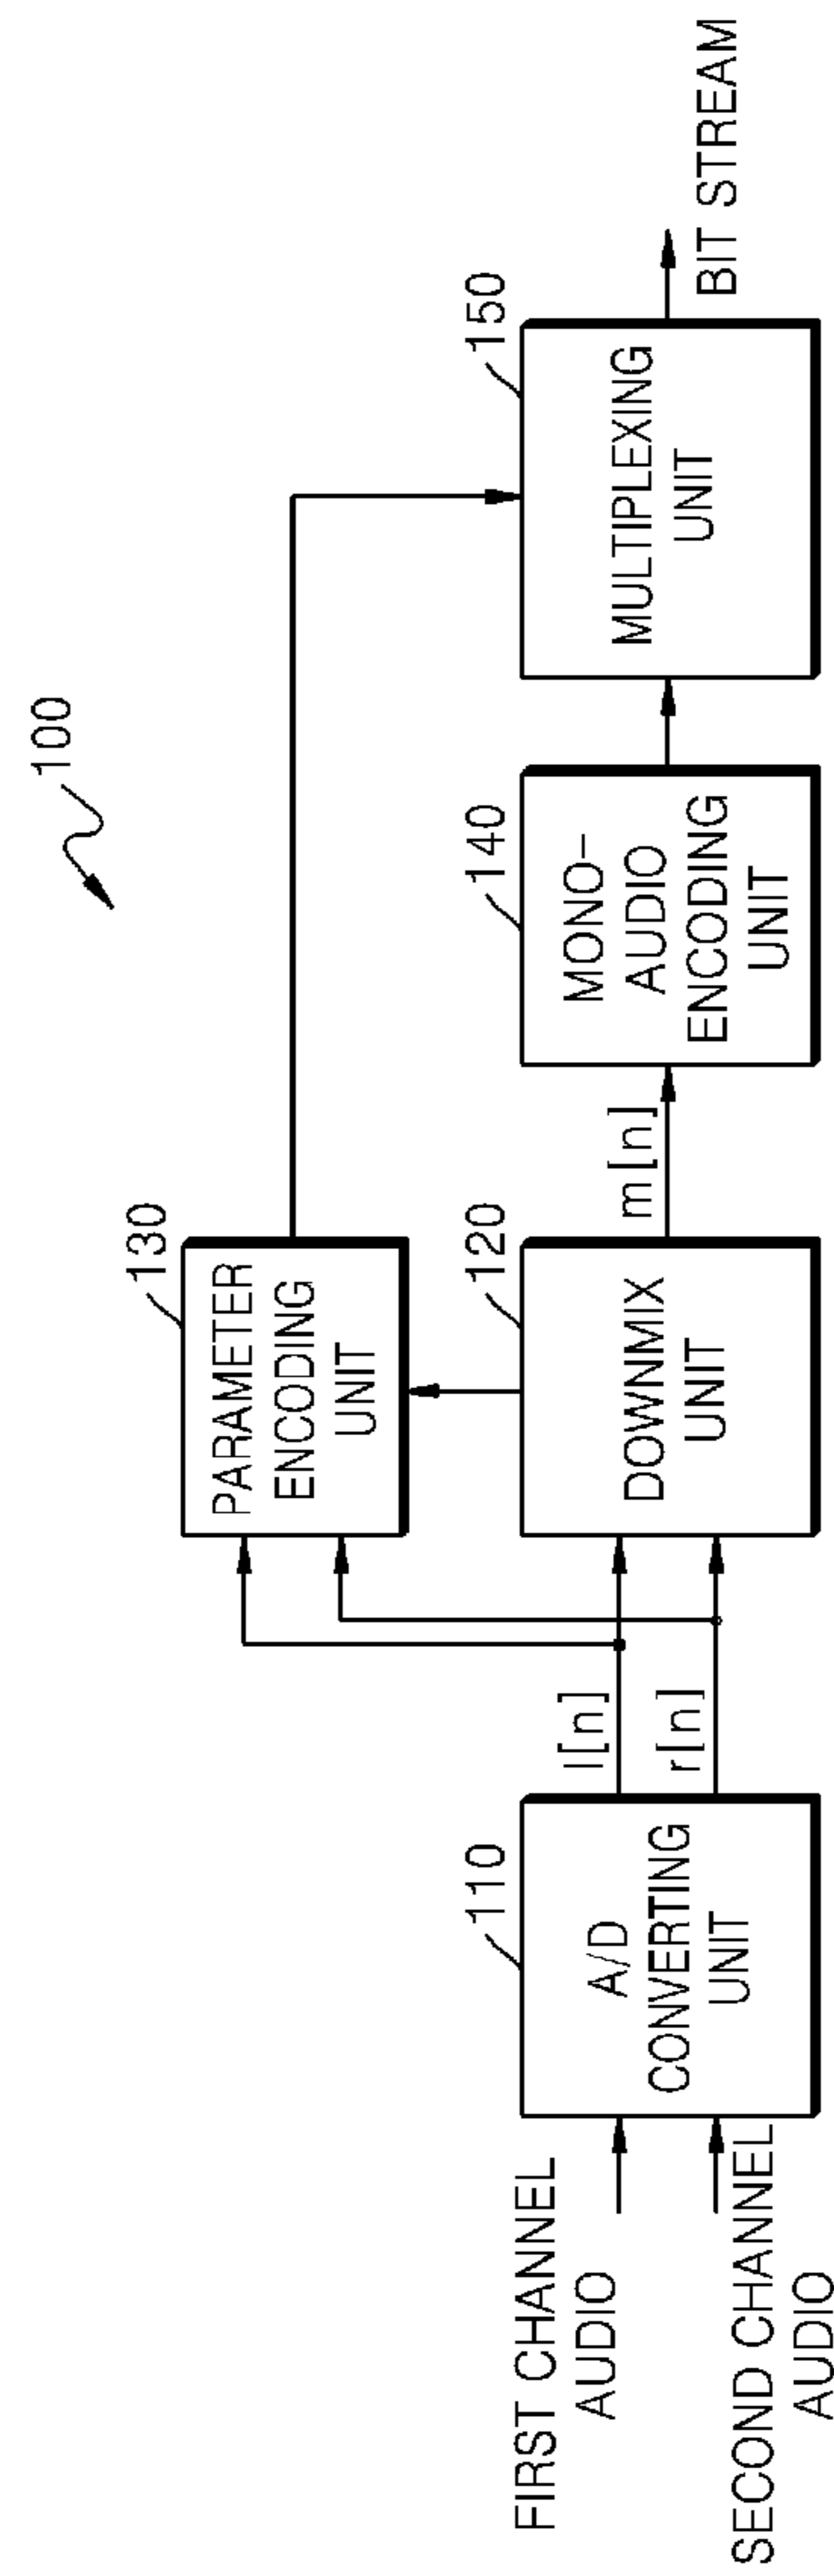 100
130
PARAMETER
ENCODING
UNIT
FIRST CHANNEL
AUDIO
SECOND CHANNEL
AUDIO
110
A/D
CONVERTING
UNIT
l[n]
r[n]
120
DOWNMIX
UNIT
m[n]
140
MONO-
AUDIO
ENCODING
UNIT
150
MULTIPLEXING
UNIT
BIT STREAM